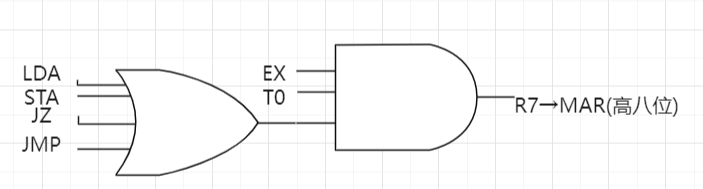 LDA
STA
JZ
JMP
EX
T0
R7→MAR(高八位)